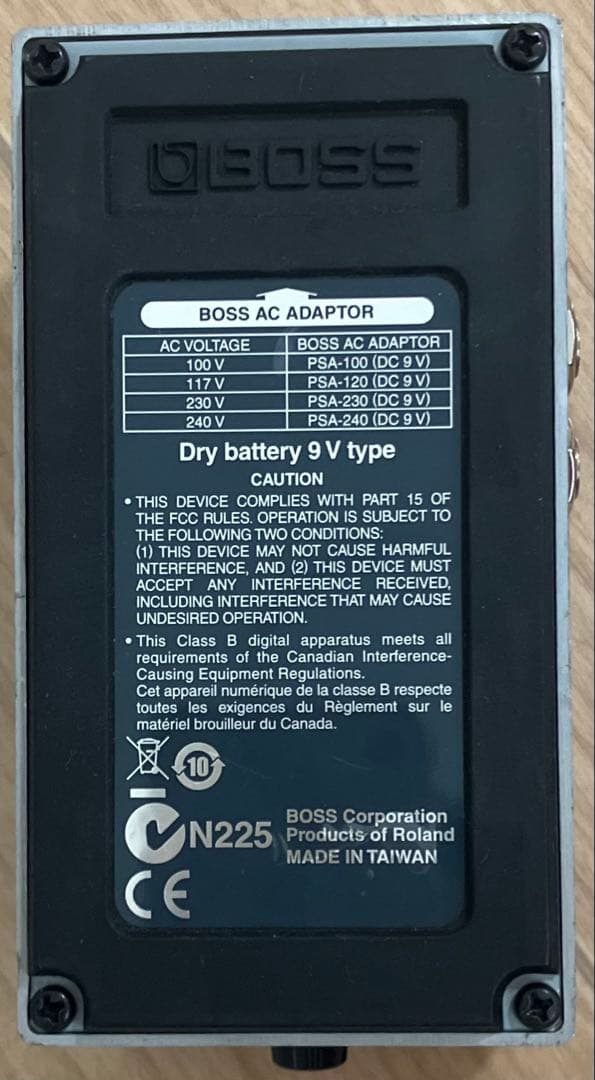 BOSS
BOSS AC ADAPTOR
AC VOLTAGE BOSS AC ADAPTOR
100 V PSA-100 (DC 9 V)
117 V PSA-120 (DC 9 V)
230 V PSA-230 (DC 9 V)
240 V PSA-240 (DC 9 V)
Dry battery 9 V type
CAUTION
• THIS DEVICE COMPLIES WITH PART 15 OF
THE FCC RULES. OPERATION IS SUBJECT TO
THE FOLLOWING TWO CONDITIONS:
(1) THIS DEVICE MAY NOT CAUSE HARMFUL
INTERFERENCE, AND (2) THIS DEVICE MUST
ACCEPT ANY INTERFERENCE RECEIVED,
INCLUDING INTERFERENCE THAT MAY CAUSE
UNDESIRED OPERATION.
• This Class B digital apparatus meets all
requirements of the Canadian Interference-
Causing Equipment Regulations.
Cet appareil numérique de la classe B respecte
toutes les exigences du Règlement sur le
matériel brouilleur du Canada.
10
N225
BOSS Corporation
Products of Roland
MADE IN TAIWAN
CE